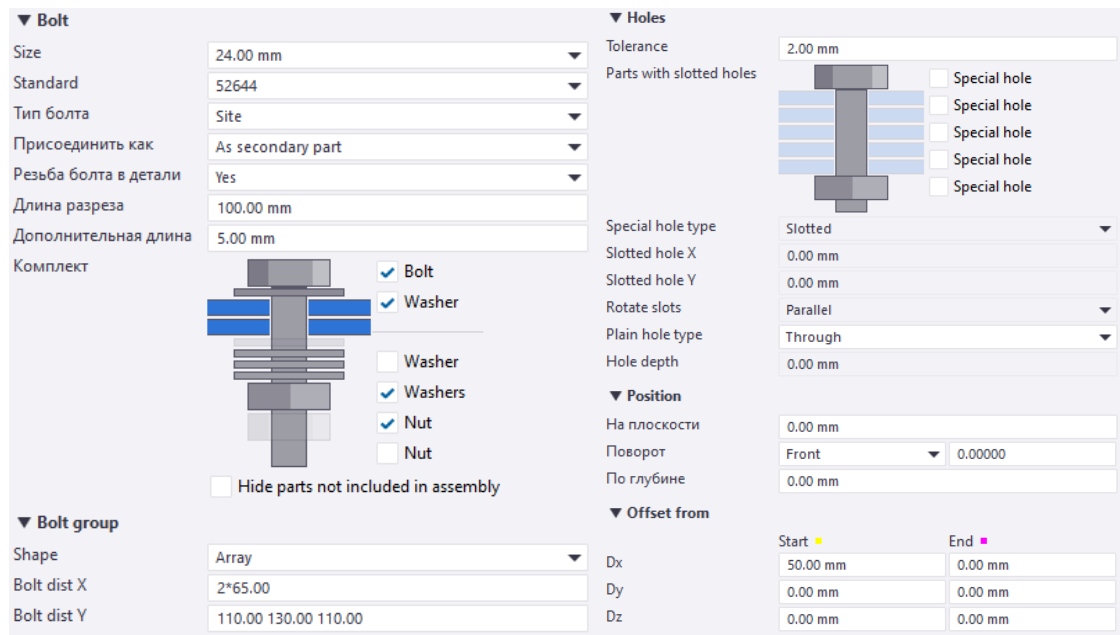 Bolt
Size 24.00 mm
Standard 52644
Тип болта Site
Присоединить как As secondary part
Резьба болта в детали Yes
Длина разреза 100.00 mm
Дополнительная длина 5.00 mm
Комплект
Bolt
Washer
Washer
Washers
Nut
Nut
Hide parts not included in assembly
Bolt group
Shape Array
Bolt dist X 2*65.00
Bolt dist Y 110.00 130.00 110.00
Holes
Tolerance 2.00 mm
Parts with slotted holes
Special hole
Special hole
Special hole
Special hole
Special hole
Special hole type Slotted
Slotted hole X 0.00 mm
Slotted hole Y 0.00 mm
Rotate slots Parallel
Plain hole type Through
Hole depth 0.00 mm
Position
На плоскости 0.00 mm
Поворот Front 0.00000
По глубине 0.00 mm
Offset from
Start End
Dx 50.00 mm 0.00 mm
Dy 0.00 mm 0.00 mm
Dz 0.00 mm 0.00 mm